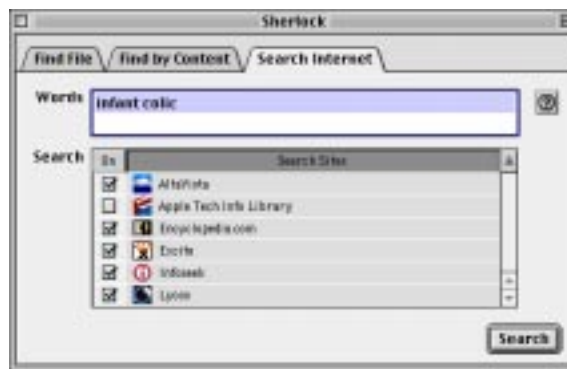 Sherlock
Find File Find by Content Search Internet
Words infant colic
Search On Search Sites
AltaVista
Apple Tech Info Library
Encyclopedia.com
Excite
Infoseek
Lycos
Search